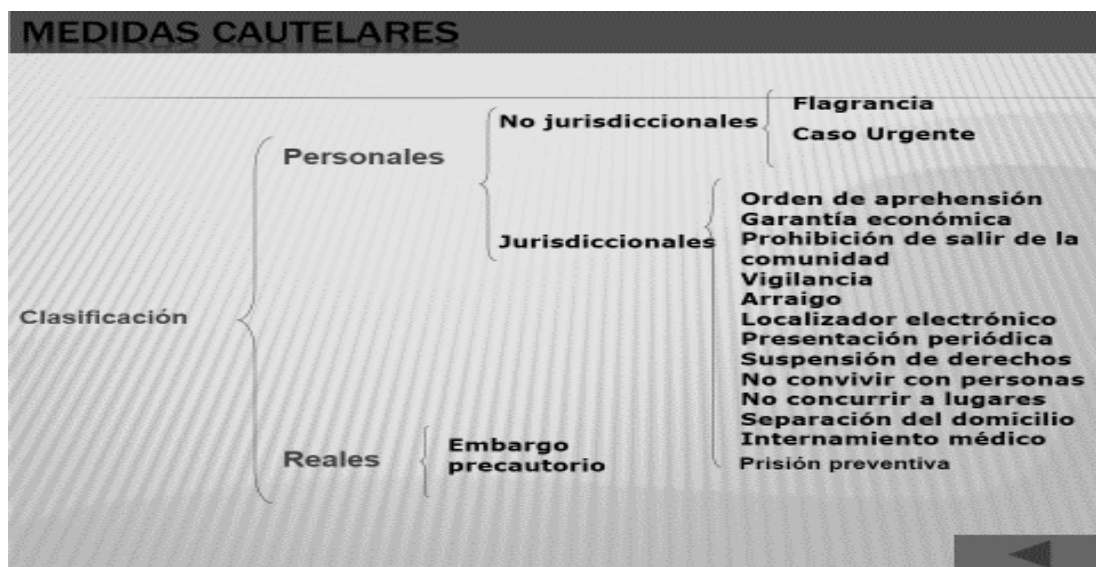 MEDIDAS CAUTELARES
Clasificación
Personales
No jurisdiccionales
Flagrancia
Caso Urgente
Jurisdiccionales
Orden de aprehensión
Garantía económica
Prohibición de salir de la
comunidad
Vigilancia
Arraigo
Localizador electrónico
Presentación periódica
Suspensión de derechos
No convivir con personas
No concurrir a lugares
Separación del domicilio
Internamiento médico
Prisión preventiva
Reales
Embargo
precautorio